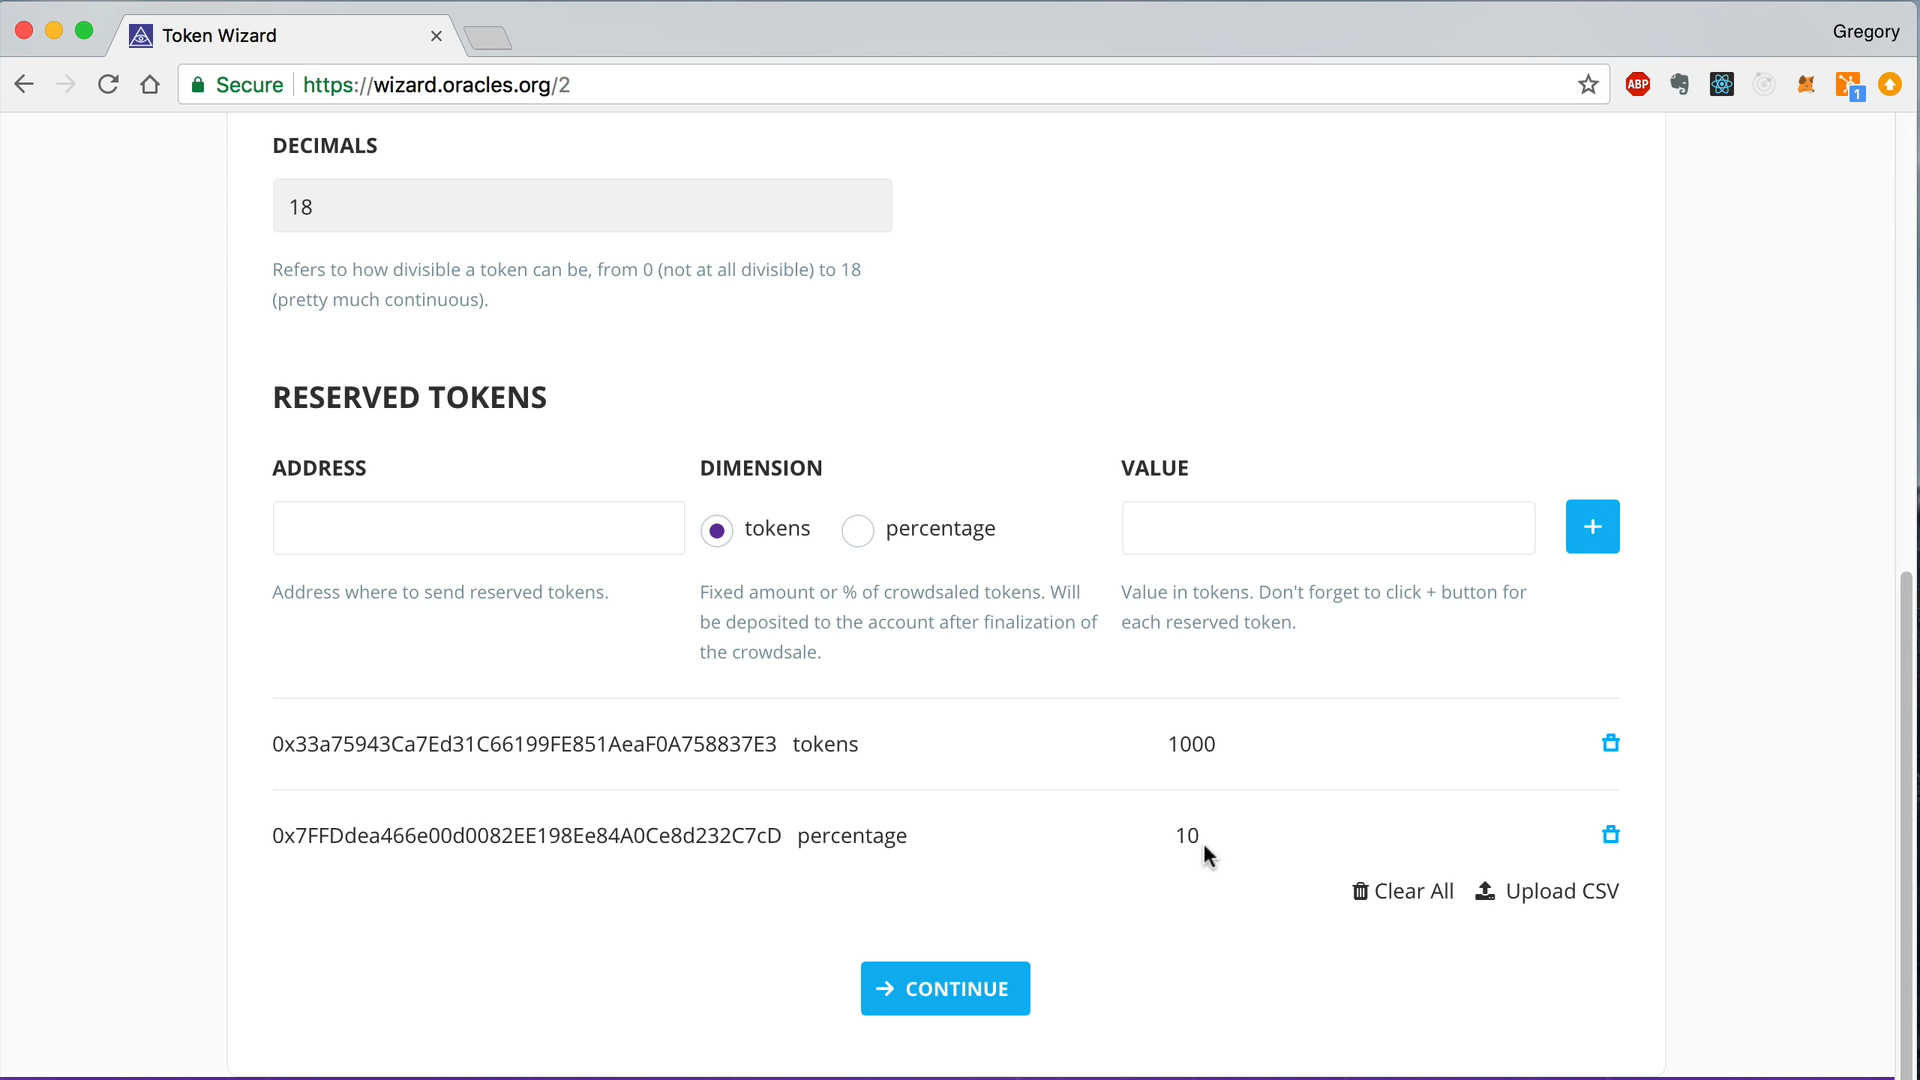 Token Wizard
Gregory
Secure https://wizard.oracles.org/2
ABP
1
DECIMALS
18
Refers to how divisible a token can be, from 0 (not at all divisible) to 18
(pretty much continuous).
RESERVED TOKENS
ADDRESS DIMENSION VALUE
tokens percentage
+
Address where to send reserved tokens.
Fixed amount or % of crowdsaled tokens. Will
be deposited to the account after finalization of
the crowdsale.
Value in tokens. Don't forget to click + button for
each reserved token.
0x33a75943Ca7Ed31C66199FE851AeaF0A758837E3 tokens 1000
0x7FFDdea466e00d0082EE198Ee84A0Ce8d232C7cD percentage 10
Clear All Upload CSV
CONTINUE